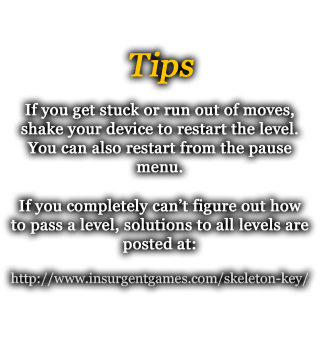 Tips
If you get stuck or run out of moves,
shake your device to restart the level.
You can also restart from the pause
menu.
If you completely can't figure out how
to pass a level, solutions to all levels are
posted at:
http://www.insurgentgames.com/skeleton-key/